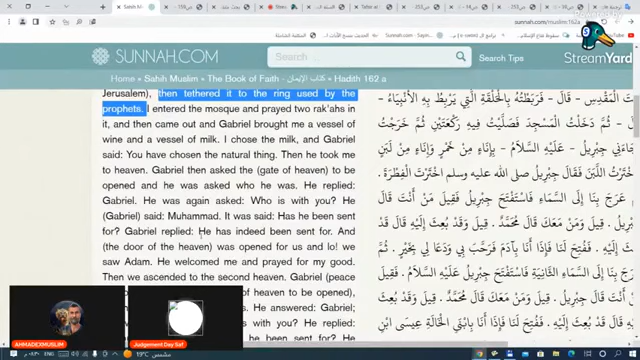 sunnah.com/muslim:162a
SUNNAH.COM
Search
Search Tips
StreamYard
Home » Sahih Muslim » The Book of Faith - كتاب الإيمان » Hadith 162 a
Jerusalem), then tethered it to the ring used by the
prophets. I entered the mosque and prayed two rak'ahs in
it, and then came out and Gabriel brought me a vessel of
wine and a vessel of milk. I chose the milk, and Gabriel
said: You have chosen the natural thing. Then he took me
to heaven. Gabriel then asked the (gate of heaven) to
be opened and he was asked who he was. He replied:
Gabriel. He was again asked: Who is with you? He
(Gabriel) said: Muhammad. It was said: Has he been sent
for? Gabriel replied: He has indeed been sent for. And
(the door of the heaven) was opened for us and lo! we
saw Adam. He welcomed me and prayed for my good.
Then we ascended to the second heaven. Gabriel (peace
of heaven to be opened),
He answered: Gabriel;
with you? He replied:
he been sent for? He
الْمَقْدِسِ - قَالَ - فَرَبَطْتُهُ بِالْحَلْقَةِ الَّتِي يَرْبِطُ بِهِ الأَنْبِيَاءُ
- ثُمَّ دَخَلْتُ الْمَسْجِدَ فَصَلَّيْتُ فِيهِ رَكْعَتَيْنِ ثُمَّ خَرَجْتُ
جِبْرِيلُ - عَلَيْهِ السَّلاَمُ - بِإِنَاءٍ مِنْ خَمْرٍ وَإِنَاءٍ مِنْ لَبَنٍ
اللَّبَنَ فَقَالَ جِبْرِيلُ صلى الله عليه وسلم اخْتَرْتَ الْفِطْرَةَ
عَرَجَ بِنَا إِلَى السَّمَاءِ فَاسْتَفْتَحَ جِبْرِيلُ فَقِيلَ مَنْ أَنْتَ قَالَ
جِبْرِيلُ. قِيلَ وَمَنْ مَعَكَ قَالَ مُحَمَّدٌ. قِيلَ وَقَدْ بُعِثَ إِلَيْهِ قَالَ
إِلَيْهِ. فَفُتِحَ لَنَا فَإِذَا أَنَا بِآدَمَ فَرَحَّبَ بِي وَدَعَا لِي بِخَيْرٍ. ثُمَّ
إِلَى السَّمَاءِ الثَّانِيَةِ فَاسْتَفْتَحَ جِبْرِيلُ عَلَيْهِ السَّلاَمُ. فَقِيلَ
أَنْتَ قَالَ جِبْرِيلُ. قِيلَ وَمَنْ مَعَكَ قَالَ مُحَمَّدٌ. قِيلَ وَقَدْ بُعِثَ
إِلَيْهِ. فَفُتِحَ لَنَا فَإِذَا أَنَا بِابْنَىِ الْخَالَةِ عِيسَى ابْنِ
AHMADEXMUSLIM
Judgement Day Saf
19°C مشمس